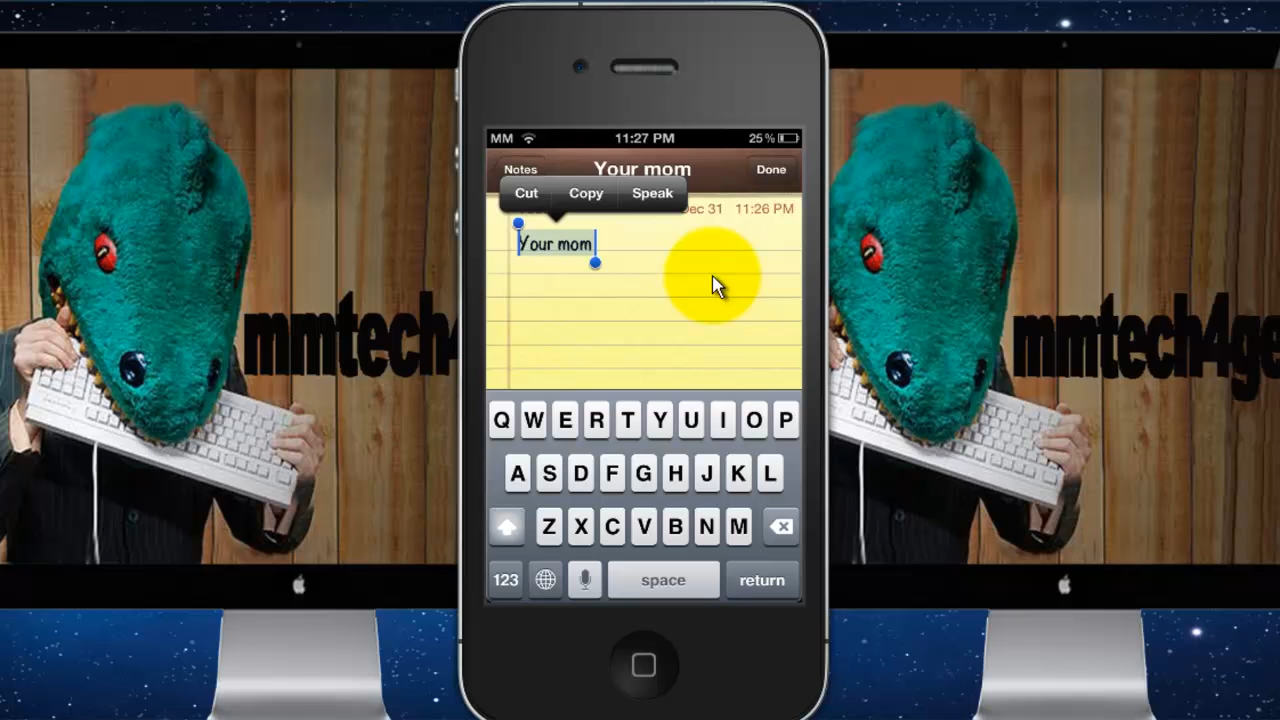 MM 11:27 PM 25%
Notes Your mom Done
Cut Copy Speak
Dec 31 11:26 PM
Your mom
mmtech4
mmtech4ge
Q W E R T Y U I O P
A S D F G H J K L
Z X C V B N M
123 space return